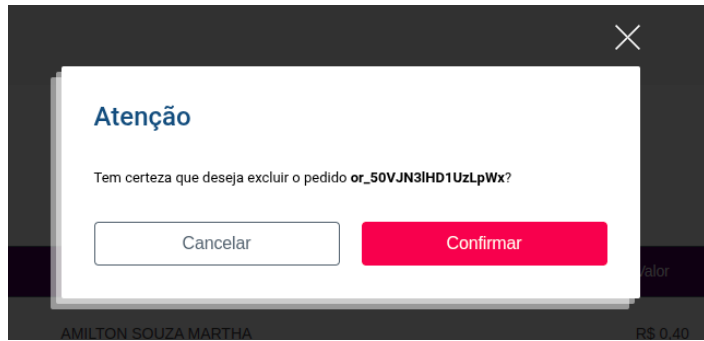 Atenção
Tem certeza que deseja excluir o pedido or_50VJN3lHD1UzLpWx?
Cancelar Confirmar
Valor
AMILTON SOUZA MARTHA R$ 0,40